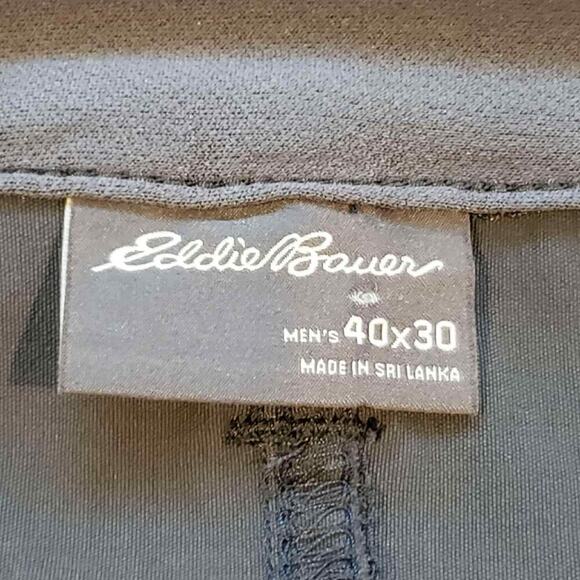 Eddie Bauer
MEN'S 40x30
MADE IN SRI LANKA